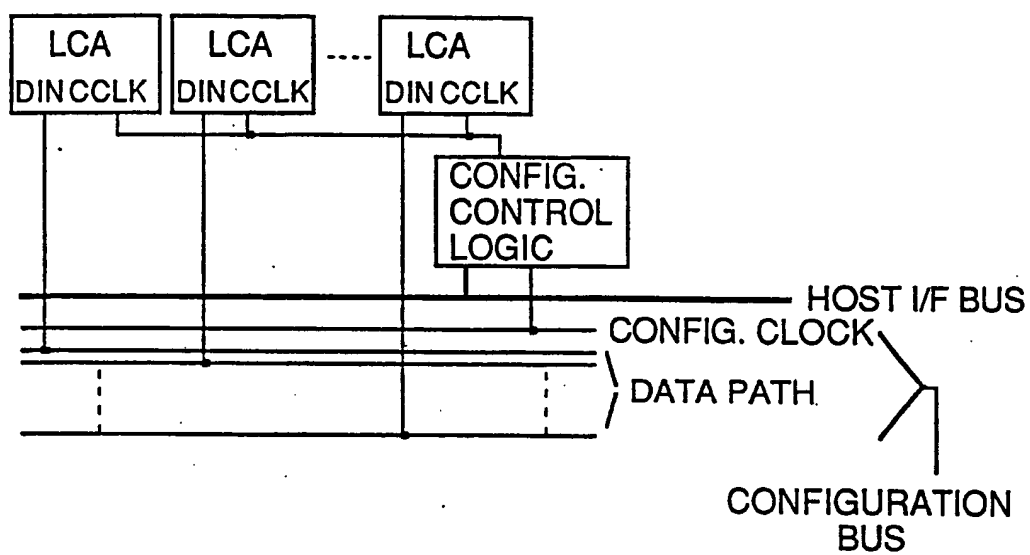 LCA
DIN CCLK
LCA
DIN CCLK
LCA
DIN CCLK
CONFIG.
CONTROL
LOGIC
HOST I/F BUS
CONFIG. CLOCK
DATA PATH
CONFIGURATION
BUS